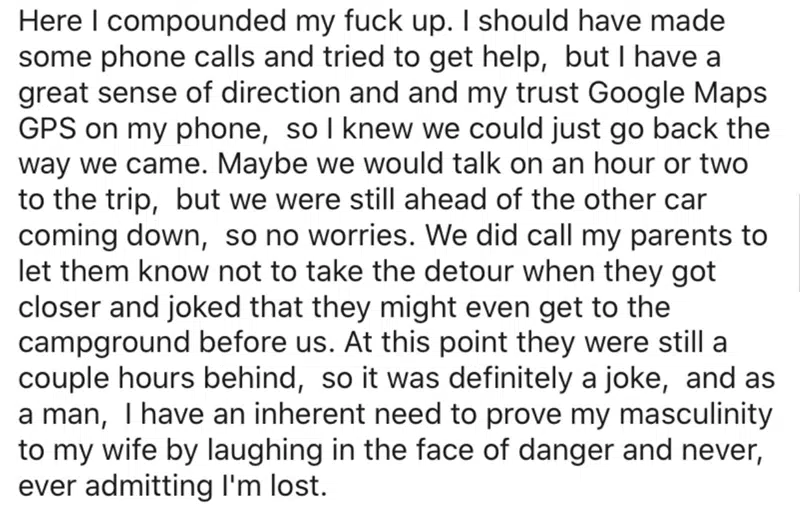 Here I compounded my fuck up. I should have made
some phone calls and tried to get help,  but I have a
great sense of direction and and my trust Google Maps
GPS on my phone,  so I knew we could just go back the
way we came. Maybe we would talk on an hour or two
to the trip,  but we were still ahead of the other car
coming down,  so no worries. We did call my parents to
let them know not to take the detour when they got
closer and joked that they might even get to the
campground before us. At this point they were still a
couple hours behind,  so it was definitely a joke,  and as
a man,  I have an inherent need to prove my masculinity
to my wife by laughing in the face of danger and never,
ever admitting I'm lost.